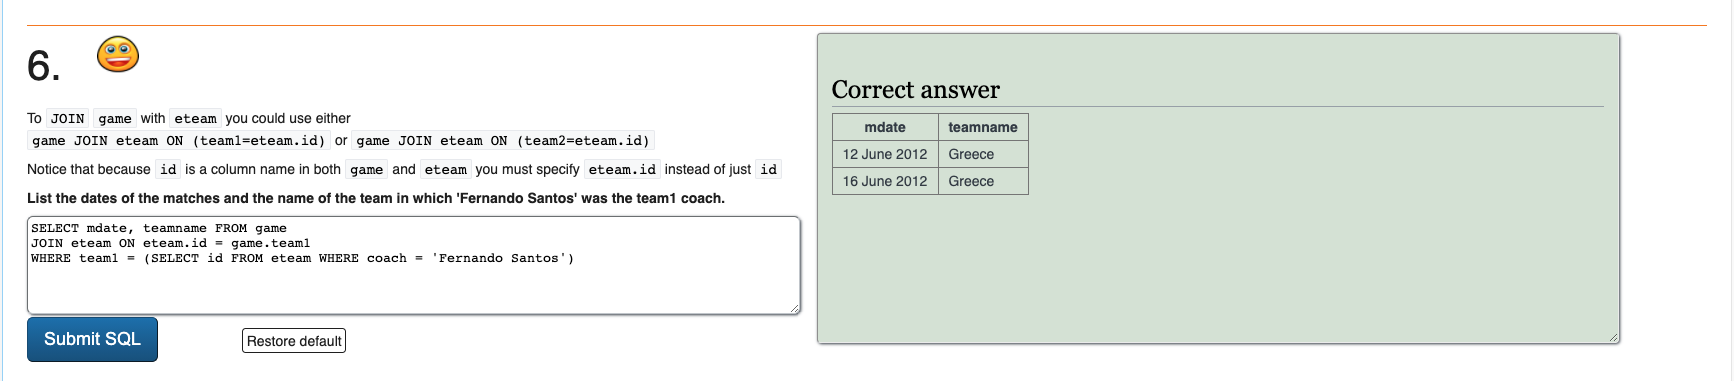 6.
To JOIN game with eteam you could use either
game JOIN eteam ON (team1=eteam.id) or game JOIN eteam ON (team2=eteam.id)
Notice that because id is a column name in both game and eteam you must specify eteam.id instead of just id
List the dates of the matches and the name of the team in which 'Fernando Santos' was the team1 coach.
SELECT mdate, teamname FROM game
JOIN eteam ON eteam.id = game.team1
WHERE team1 = (SELECT id FROM eteam WHERE coach = 'Fernando Santos')
Submit SQL
Restore default
Correct answer
mdate teamname
12 June 2012 Greece
16 June 2012 Greece